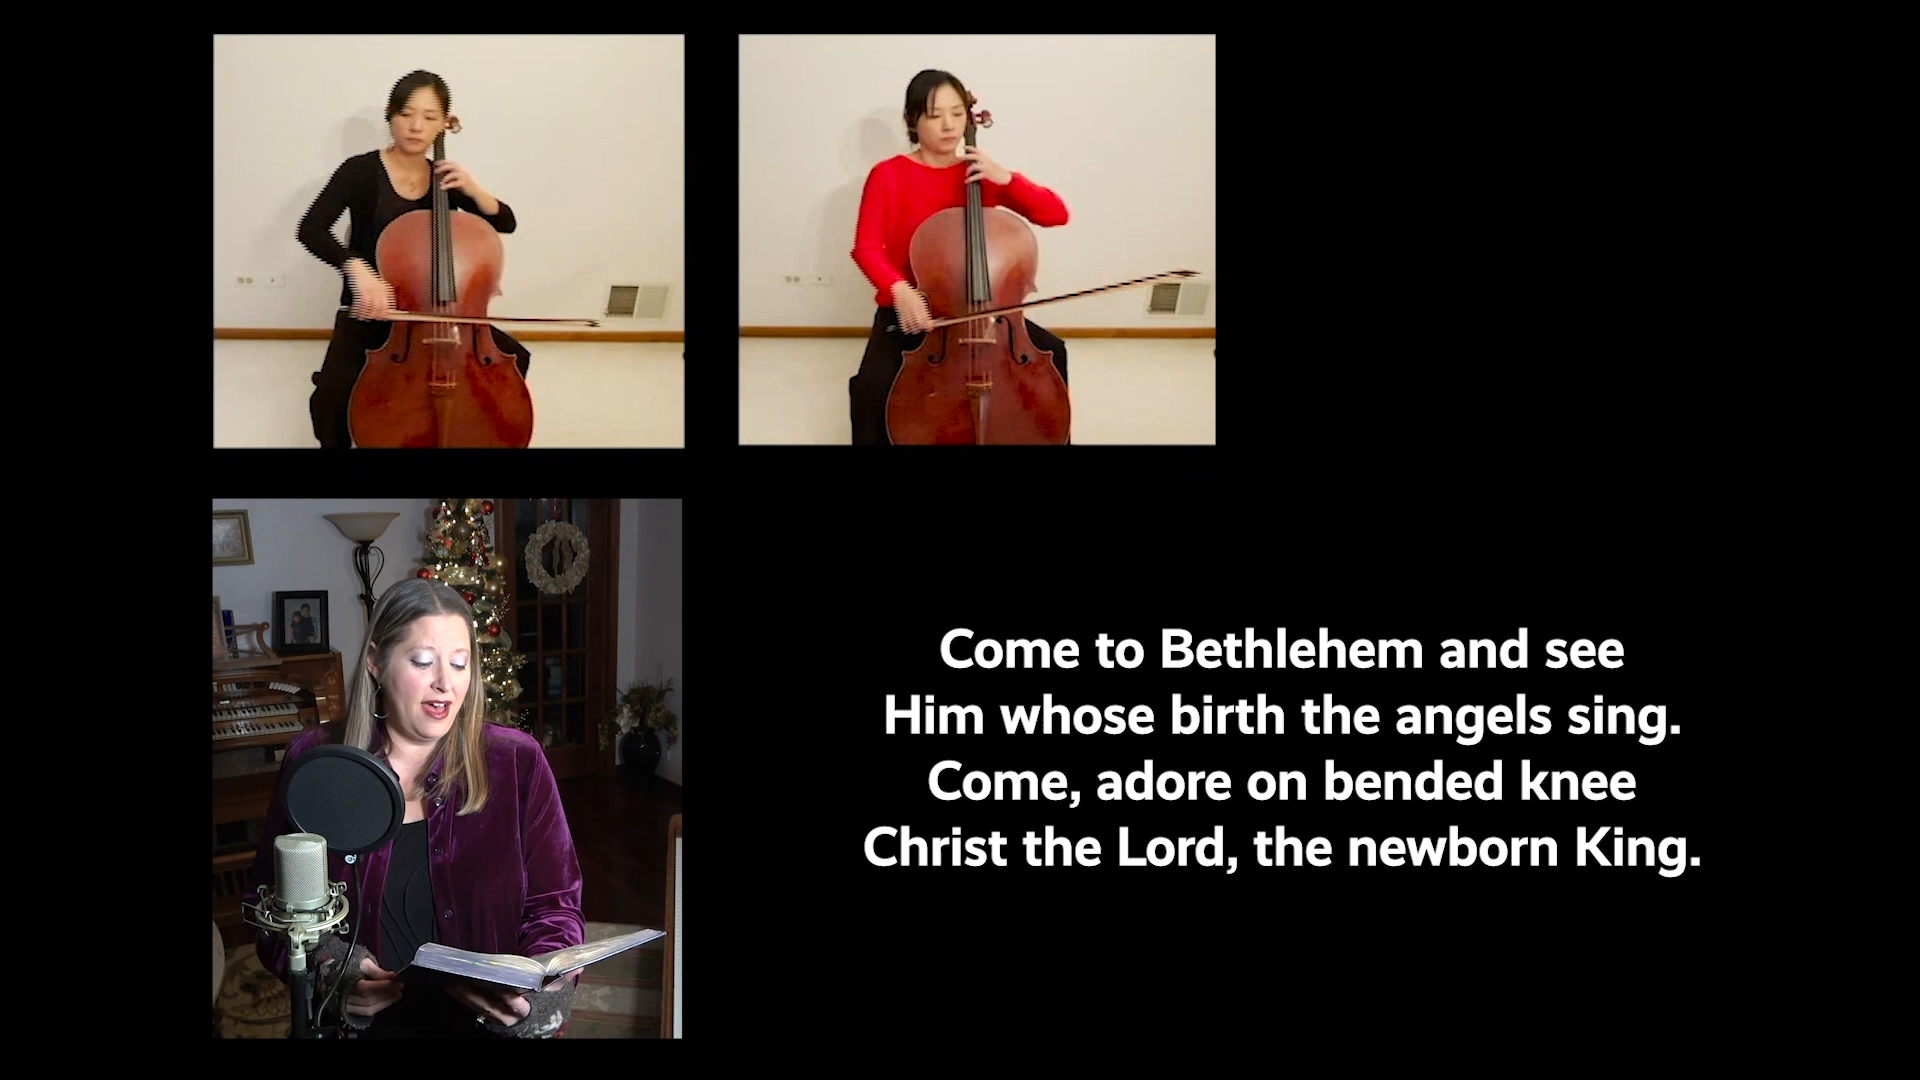 Come to Bethlehem and see
Him whose birth the angels sing.
Come, adore on bended knee
Christ the Lord, the newborn King.